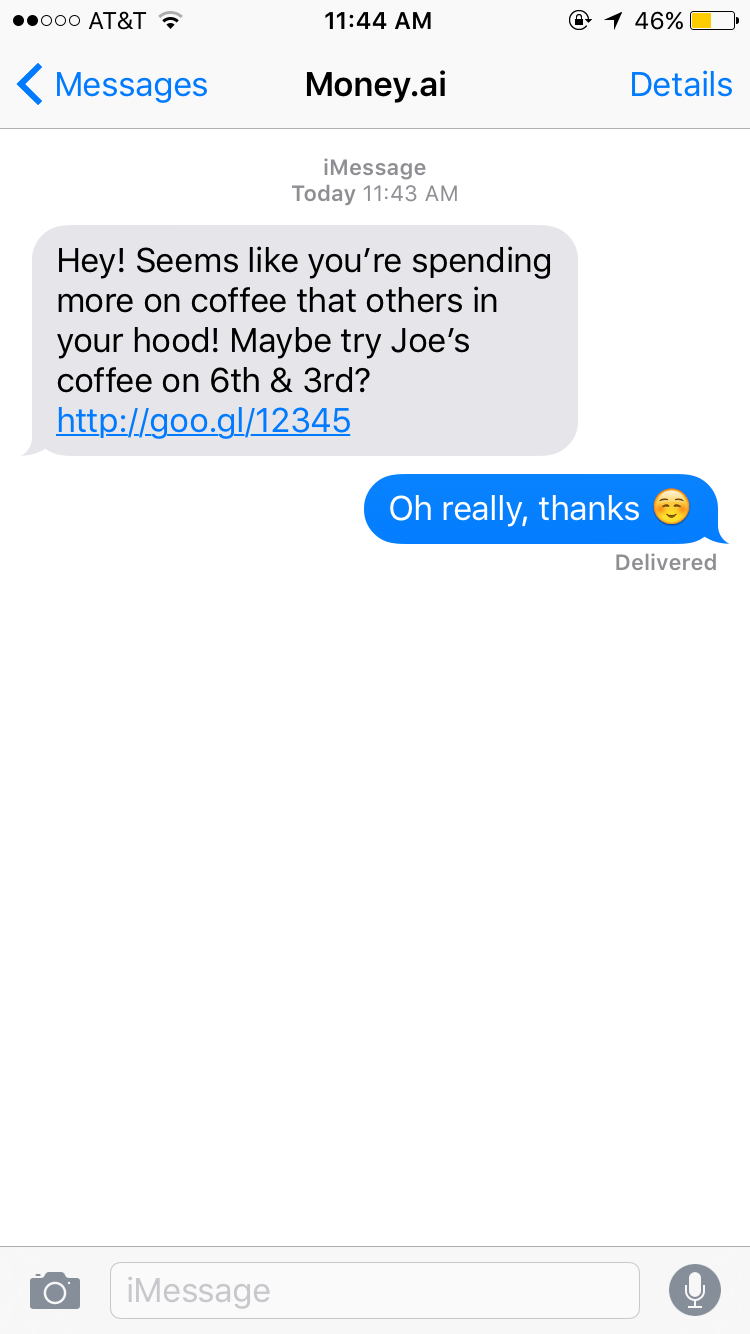 AT&T 11:44 AM 46%
Messages Money.ai Details
iMessage
Today 11:43 AM
Hey! Seems like you’re spending
more on coffee that others in
your hood! Maybe try Joe’s
coffee on 6th & 3rd?
http://goo.gl/12345
Oh really, thanks ☺️
Delivered
iMessage